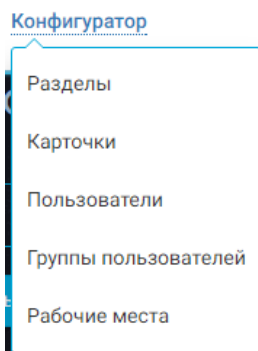 Конфигуратор
Разделы
Карточки
Пользователи
Группы пользователей
Рабочие места